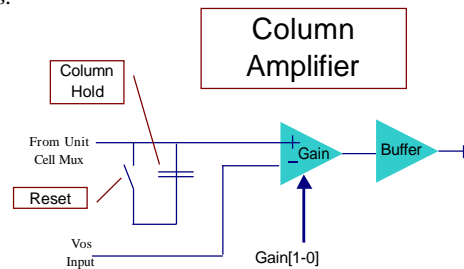 s.
Column
Amplifier
Column
Hold
From Unit
Cell Mux
+
Gain
−
Buffer
Reset
Vos
Input
Gain[1-0]